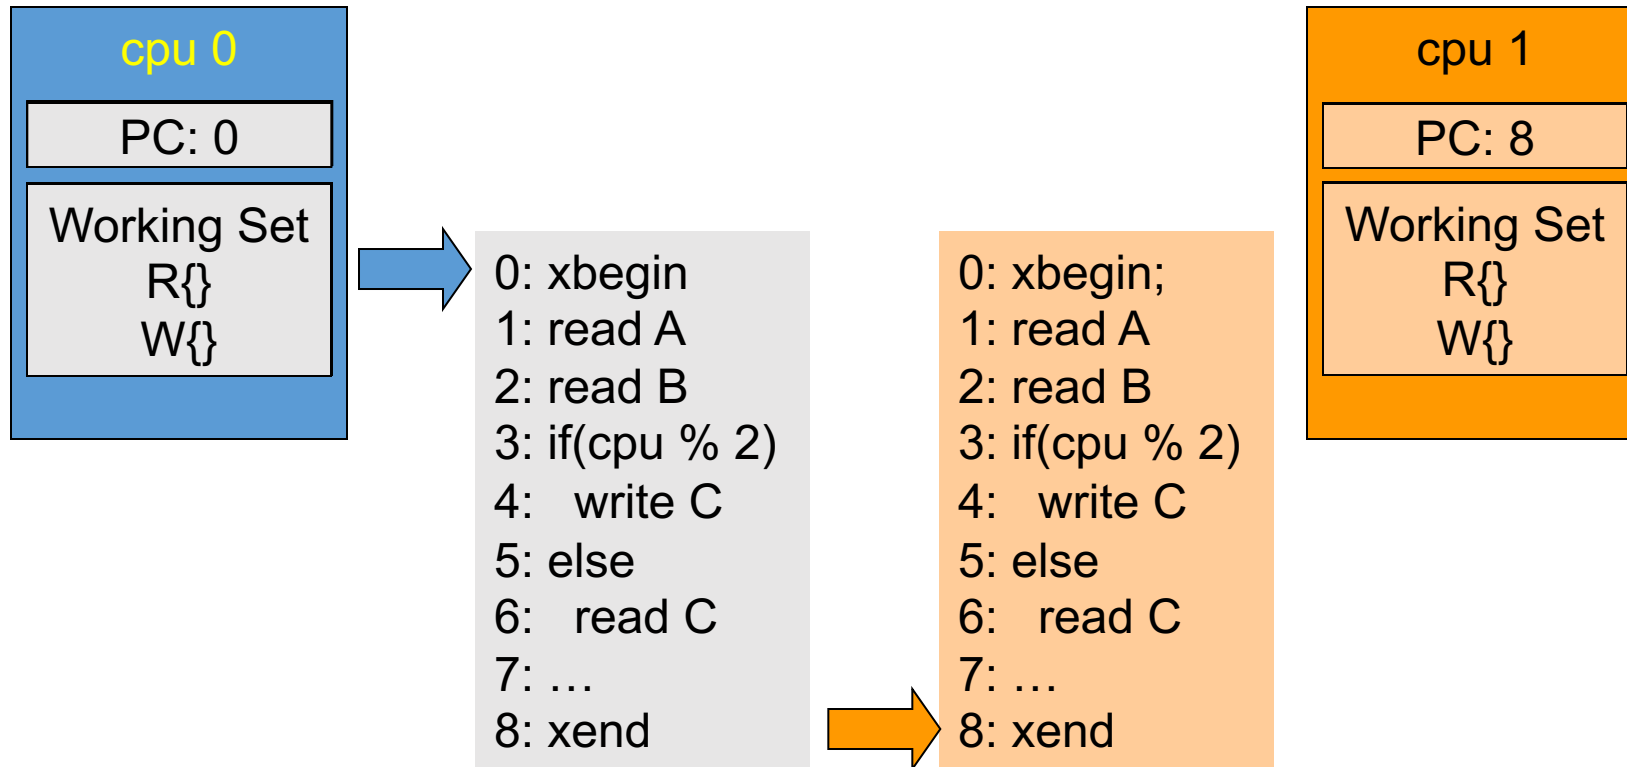 cpu 0
PC: 0
Working Set
R{}
W{}
0: xbegin
1: read A
2: read B
3: if(cpu % 2)
4: write C
5: else
6: read C
7: …
8: xend
0: xbegin;
1: read A
2: read B
3: if(cpu % 2)
4: write C
5: else
6: read C
7: …
8: xend
cpu 1
PC: 8
Working Set
R{}
W{}